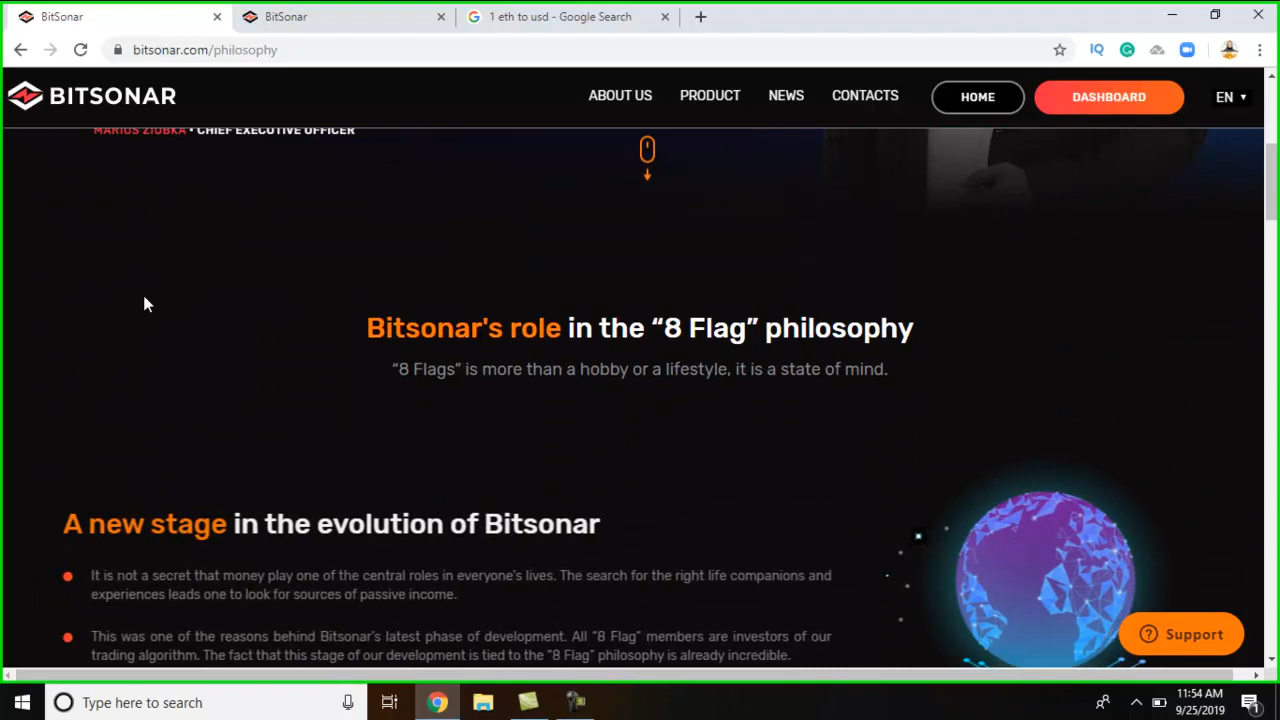 BitSonar
BitSonar
1 eth to usd - Google Search
bitsonar.com/philosophy
BITSONAR
ABOUT US
PRODUCT
NEWS
CONTACTS
HOME
DASHBOARD
EN
MARIUS ZIUBKA • CHIEF EXECUTIVE OFFICER
Bitsonar's role in the “8 Flag” philosophy
“8 Flags” is more than a hobby or a lifestyle, it is a state of mind.
A new stage in the evolution of Bitsonar
It is not a secret that money play one of the central roles in everyone's lives. The search for the right life companions and
experiences leads one to look for sources of passive income.
This was one of the reasons behind Bitsonar's latest phase of development. All “8 Flag” members are investors of our
trading algorithm. The fact that this stage of our development is tied to the “8 Flag” philosophy is already incredible.
Support
Type here to search
11:54 AM
9/25/2019